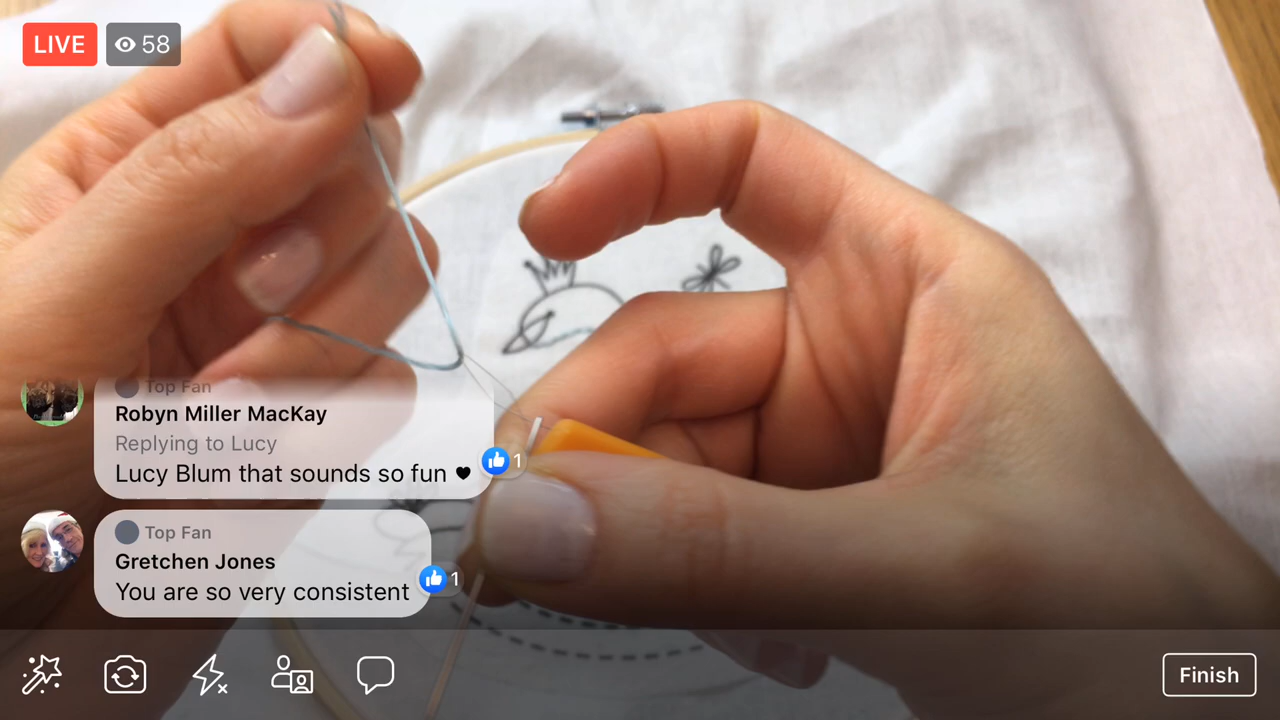 LIVE 58
Top Fan
Robyn Miller MacKay
Replying to Lucy
Lucy Blum that sounds so fun 🖤
1
Top Fan
Gretchen Jones
You are so very consistent
1
Finish